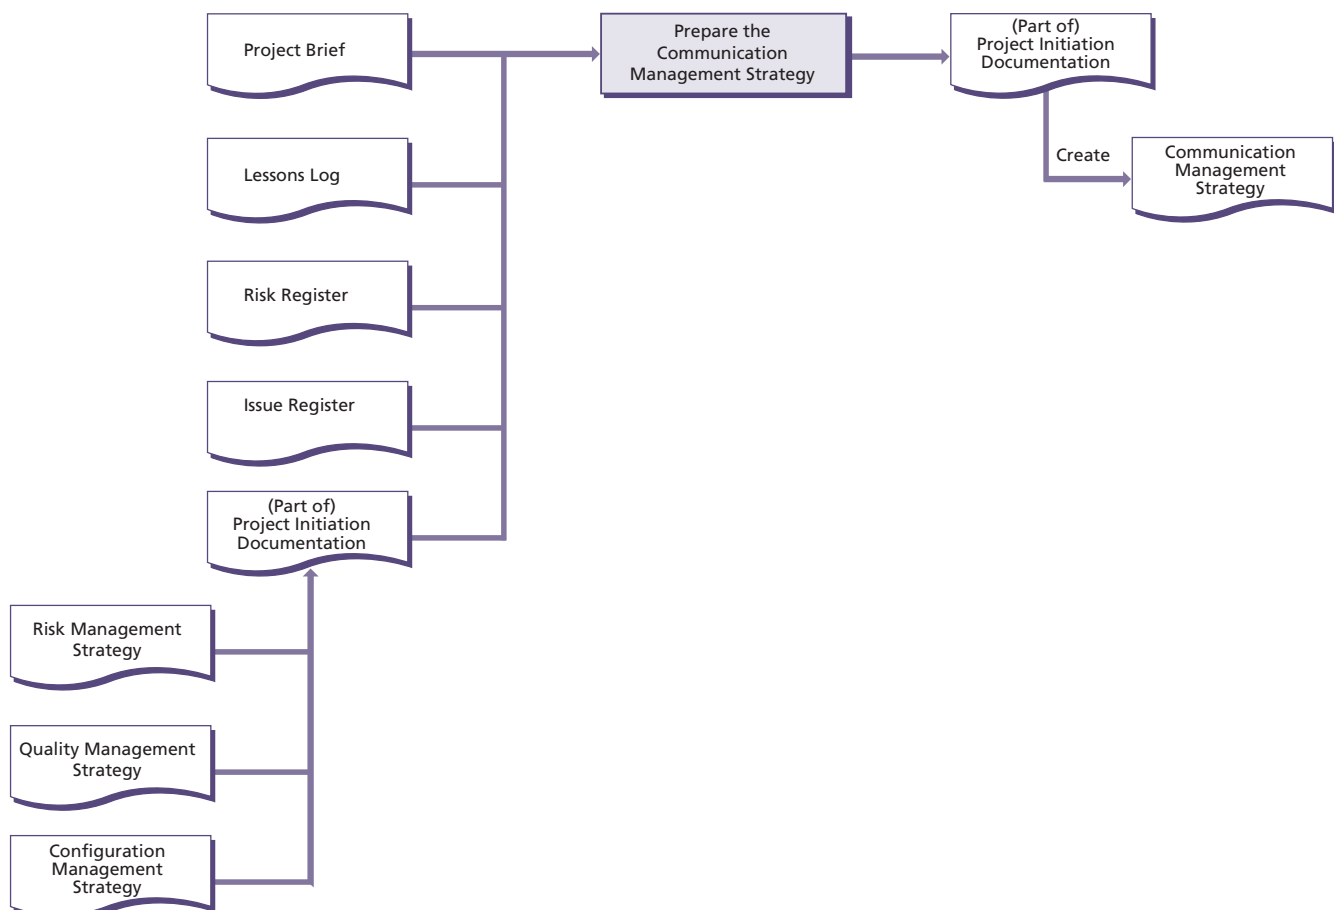 Project Brief
Prepare the
Communication
Management Strategy
(Part of)
Project Initiation
Documentation
Create
Communication
Management
Strategy
Lessons Log
Risk Register
Issue Register
(Part of)
Project Initiation
Documentation
Risk Management
Strategy
Quality Management
Strategy
Configuration
Management
Strategy